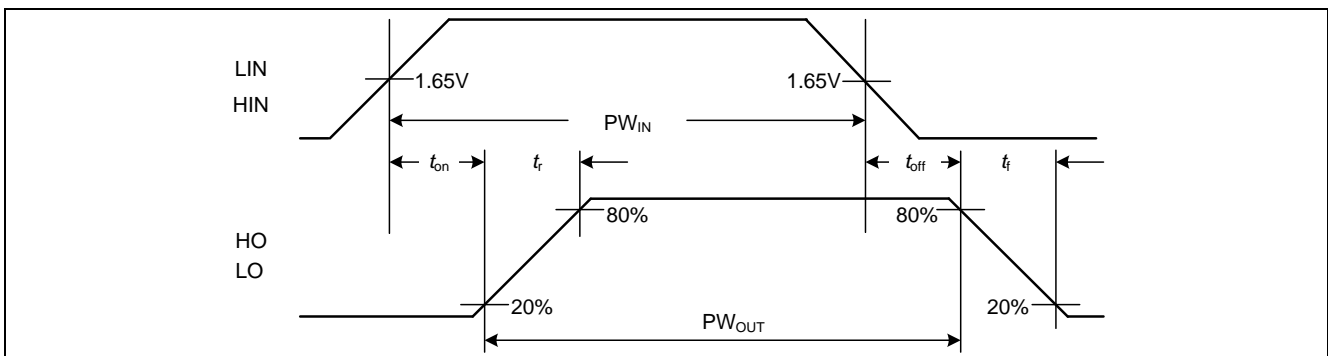 LIN
HIN
1.65V
1.65V
PWIN
ton
tr
toff
tf
HO
LO
80%
80%
20%
20%
PWOUT